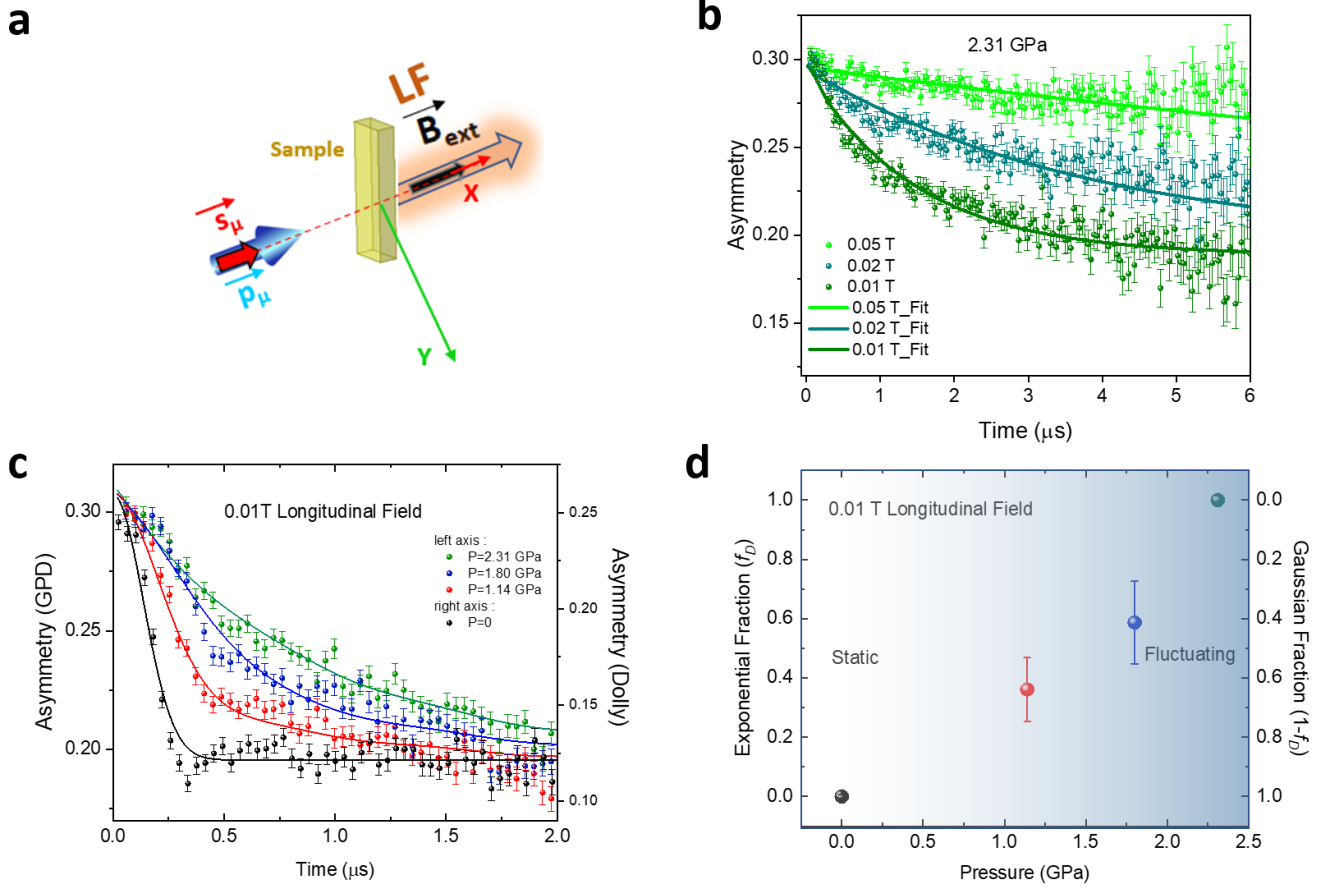 a
LF
B ext
Sample
X
S μ
p μ
Y
b
2.31 GPa
0.30
0.25
0.20
0.15
Asymmetry
0.05 T
0.02 T
0.01 T
0.05 T_Fit
0.02 T_Fit
0.01 T_Fit
0 1 2 3 4 5 6
Time (μs)
c
0.01T Longitudinal Field
left axis :
P=2.31 GPa
P=1.80 GPa
P=1.14 GPa
right axis :
P=0
0.30
0.25
0.20
Asymmetry (GPD)
0.25
0.20
0.15
0.10
Asymmetry (Dolly)
0.0 0.5 1.0 1.5 2.0
Time (μs)
d
0.01 T Longitudinal Field
Static
Fluctuating
1.0
0.8
0.6
0.4
0.2
0.0
Exponential Fraction (f D)
0.0
0.2
0.4
0.6
0.8
1.0
Gaussian Fraction (1-f D)
0.0 0.5 1.0 1.5 2.0 2.5
Pressure (GPa)